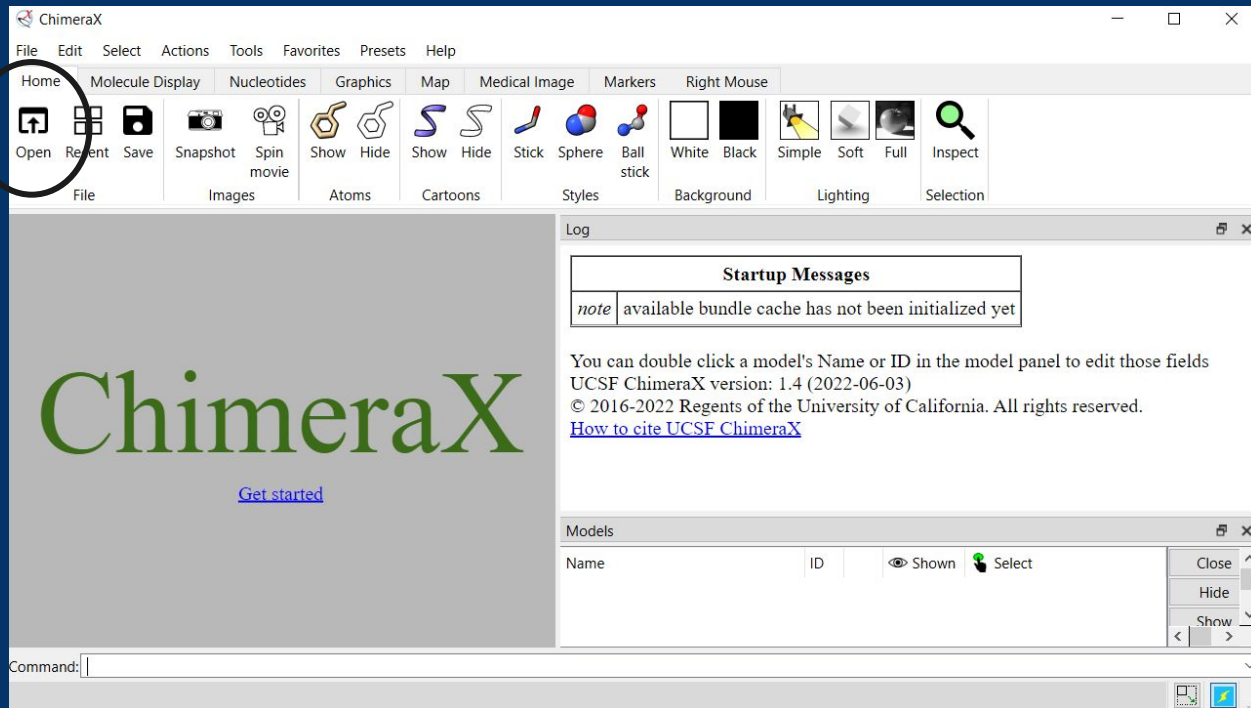 ChimeraX
File Edit Select Actions Tools Favorites Presets Help
Home Molecule Display Nucleotides Graphics Map Medical Image Markers Right Mouse
Open Recent Save Snapshot Spin movie Show Hide Show Hide Stick Sphere Ball stick White Black Simple Soft Full Inspect
File Images Atoms Cartoons Styles Background Lighting Selection
ChimeraX
Get started
Log
Startup Messages
note available bundle cache has not been initialized yet
You can double click a model's Name or ID in the model panel to edit those fields
UCSF ChimeraX version: 1.4 (2022-06-03)
© 2016-2022 Regents of the University of California. All rights reserved.
How to cite UCSF ChimeraX
Models
Name ID Shown Select
Close
Hide
Show
Command: